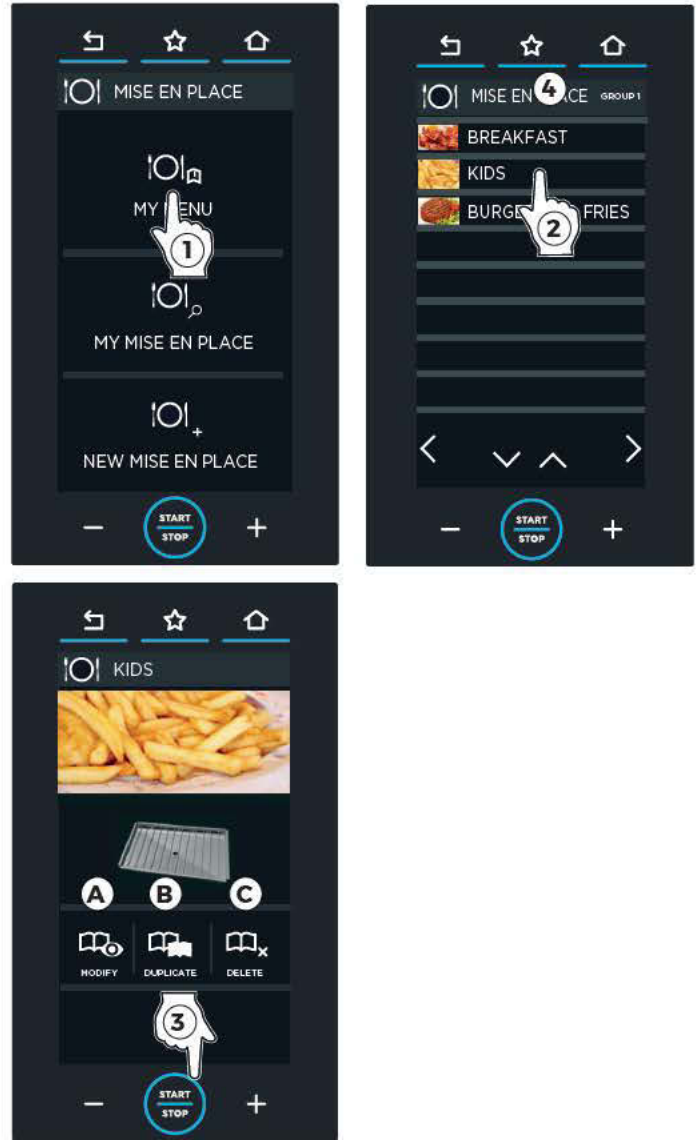 MISE EN PLACE
MY MENU
1
MY MISE EN PLACE
NEW MISE EN PLACE
START
STOP
4
MISE EN PLACE GROUP 1
BREAKFAST
KIDS
BURGE FRIES
2
START
STOP
KIDS
A B C
MODIFY DUPLICATE DELETE
3
START
STOP